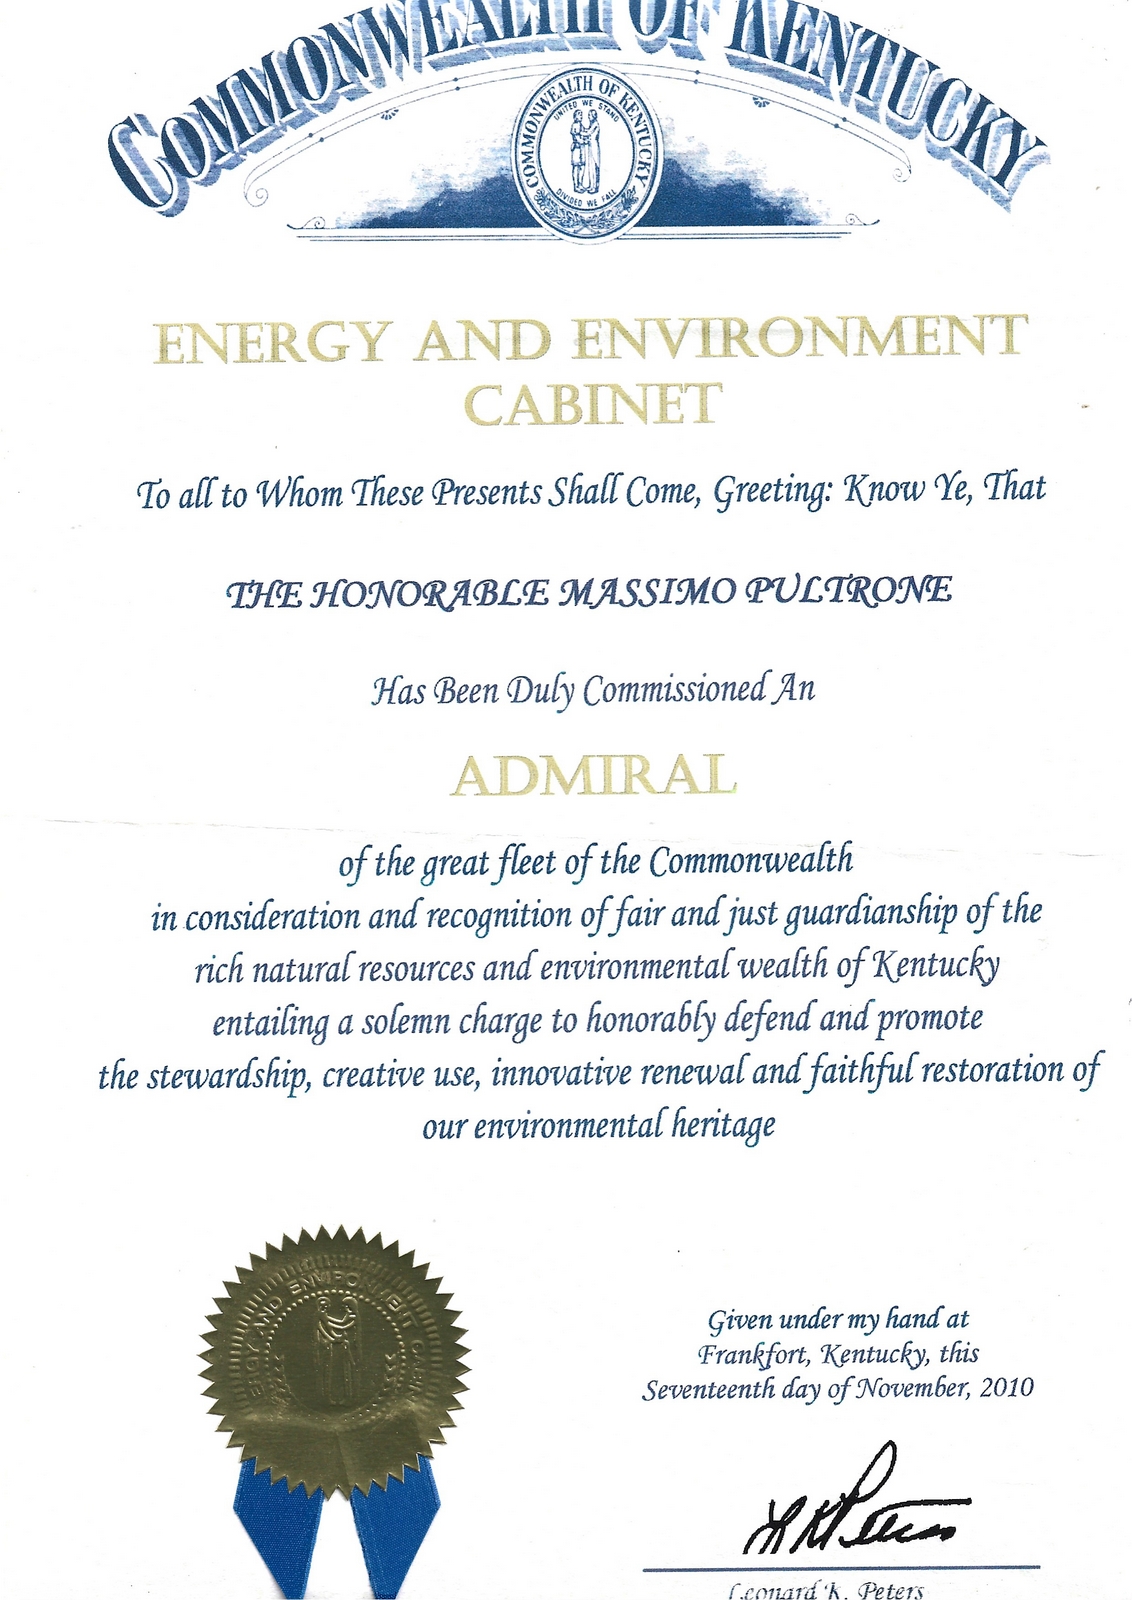 COMMONWEALTH OF KENTUCKY
COMMONWEALTH OF KENTUCKY
UNITED WE STAND
DIVIDED WE FALL
ENERGY AND ENVIRONMENT
CABINET
To all to Whom These Presents Shall Come, Greeting: Know Ye, That
THE HONORABLE MASSIMO PULTRONE
Has Been Duly Commissioned An
ADMIRAL
of the great fleet of the Commonwealth
in consideration and recognition of fair and just guardianship of the
rich natural resources and environmental wealth of Kentucky
entailing a solemn charge to honorably defend and promote
the stewardship, creative use, innovative renewal and faithful restoration of
our environmental heritage
ENERGY AND ENVIRONMENT CABINET
Given under my hand at
Frankfort, Kentucky, this
Seventeenth day of November, 2010
LK Peters
Leonard K. Peters